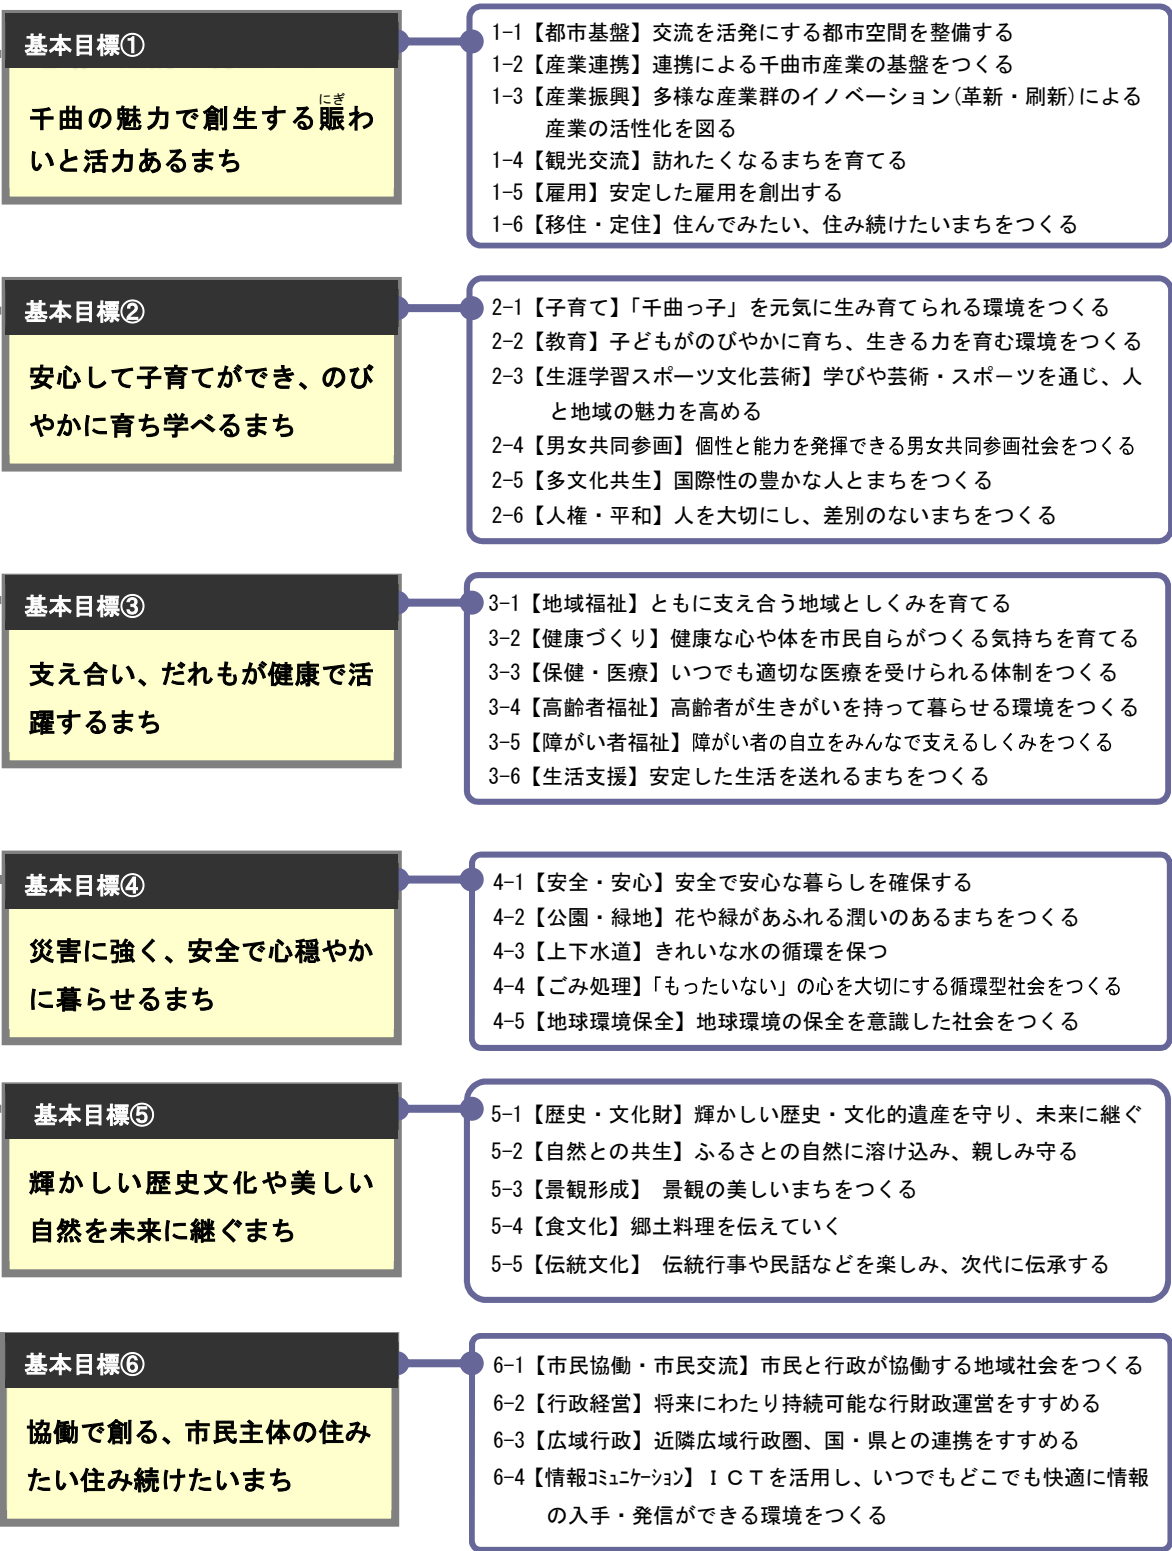 基本目標①
千曲の魅力で創生する賑わ
にぎ
いと活力あるまち
1-1【都市基盤】交流を活発にする都市空間を整備する
1-2【産業連携】連携による千曲市産業の基盤をつくる
1-3【産業振興】多様な産業群のイノベーション(革新・刷新)による
産業の活性化を図る
1-4【観光交流】訪れたくなるまちを育てる
1-5【雇用】安定した雇用を創出する
1-6【移住・定住】住んでみたい、住み続けたいまちをつくる
基本目標②
安心して子育てができ、のび
やかに育ち学べるまち
2-1【子育て】「千曲っ子」を元気に生み育てられる環境をつくる
2-2【教育】子どもがのびやかに育ち、生きる力を育む環境をつくる
2-3【生涯学習スポーツ文化芸術】学びや芸術・スポーツを通じ、人
と地域の魅力を高める
2-4【男女共同参画】個性と能力を発揮できる男女共同参画社会をつくる
2-5【多文化共生】国際性の豊かな人とまちをつくる
2-6【人権・平和】人を大切にし、差別のないまちをつくる
基本目標③
支え合い、だれもが健康で活
躍するまち
3-1【地域福祉】ともに支え合う地域としくみを育てる
3-2【健康づくり】健康な心や体を市民自らがつくる気持ちを育てる
3-3【保健・医療】いつでも適切な医療を受けられる体制をつくる
3-4【高齢者福祉】高齢者が生きがいを持って暮らせる環境をつくる
3-5【障がい者福祉】障がい者の自立をみんなで支えるしくみをつくる
3-6【生活支援】安定した生活を送れるまちをつくる
基本目標④
災害に強く、安全で心穏やか
に暮らせるまち
4-1【安全・安心】安全で安心な暮らしを確保する
4-2【公園・緑地】花や緑があふれる潤いのあるまちをつくる
4-3【上下水道】きれいな水の循環を保つ
4-4【ごみ処理】「もったいない」の心を大切にする循環型社会をつくる
4-5【地球環境保全】地球環境の保全を意識した社会をつくる
基本目標⑤
輝かしい歴史文化や美しい
自然を未来に継ぐまち
5-1【歴史・文化財】輝かしい歴史・文化的遺産を守り、未来に継ぐ
5-2【自然との共生】ふるさとの自然に溶け込み、親しみ守る
5-3【景観形成】 景観の美しいまちをつくる
5-4【食文化】郷土料理を伝えていく
5-5【伝統文化】 伝統行事や民話などを楽しみ、次代に伝承する
基本目標⑥
協働で創る、市民主体の住み
たい住み続けたいまち
6-1【市民協働・市民交流】市民と行政が協働する地域社会をつくる
6-2【行政経営】将来にわたり持続可能な行財政運営をすすめる
6-3【広域行政】近隣広域行政圏、国・県との連携をすすめる
6-4【情報ｺﾐｭﾆｹｰｼｮﾝ】ＩＣＴを活用し、いつでもどこでも快適に情報
の入手・発信ができる環境をつくる